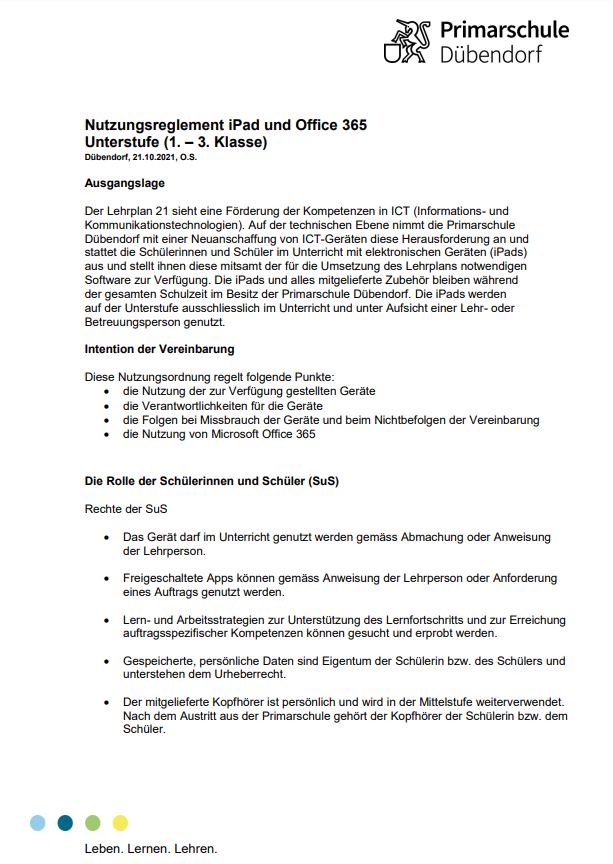 Primarschule
Dübendorf
Nutzungsreglement iPad und Office 365
Unterstufe (1. – 3. Klasse)
Dübendorf, 21.10.2021, O.S.
Ausgangslage
Der Lehrplan 21 sieht eine Förderung der Kompetenzen in ICT (Informations- und
Kommunikationstechnologien). Auf der technischen Ebene nimmt die Primarschule
Dübendorf mit einer Neuanschaffung von ICT-Geräten diese Herausforderung an und
stattet die Schülerinnen und Schüler im Unterricht mit elektronischen Geräten (iPads)
aus und stellt ihnen diese mitsamt der für die Umsetzung des Lehrplans notwendigen
Software zur Verfügung. Die iPads und alles mitgelieferte Zubehör bleiben während
der gesamten Schulzeit im Besitz der Primarschule Dübendorf. Die iPads werden
auf der Unterstufe ausschliesslich im Unterricht und unter Aufsicht einer Lehr- oder
Betreuungsperson genutzt.
Intention der Vereinbarung
Diese Nutzungsordnung regelt folgende Punkte:
• die Nutzung der zur Verfügung gestellten Geräte
• die Verantwortlichkeiten für die Geräte
• die Folgen bei Missbrauch der Geräte und beim Nichtbefolgen der Vereinbarung
• die Nutzung von Microsoft Office 365
Die Rolle der Schülerinnen und Schüler (SuS)
Rechte der SuS
• Das Gerät darf im Unterricht genutzt werden gemäss Abmachung oder Anweisung
der Lehrperson.
• Freigeschaltete Apps können gemäss Anweisung der Lehrperson oder Anforderung
eines Auftrags genutzt werden.
• Lern- und Arbeitsstrategien zur Unterstützung des Lernfortschritts und zur Erreichung
auftragsspezifischer Kompetenzen können gesucht und erprobt werden.
• Gespeicherte, persönliche Daten sind Eigentum der Schülerin bzw. des Schülers und
unterstehen dem Urheberrecht.
• Der mitgelieferte Kopfhörer ist persönlich und wird in der Mittelstufe weiterverwendet.
Nach dem Austritt aus der Primarschule gehört der Kopfhörer der Schülerin bzw. dem
Schüler.
Leben. Lernen. Lehren.